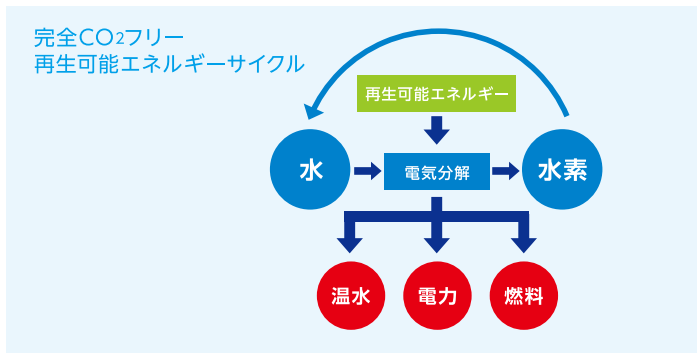 完全CO2フリー
再生可能エネルギーサイクル
再生可能エネルギー
水
電気分解
水素
温水
電力
燃料